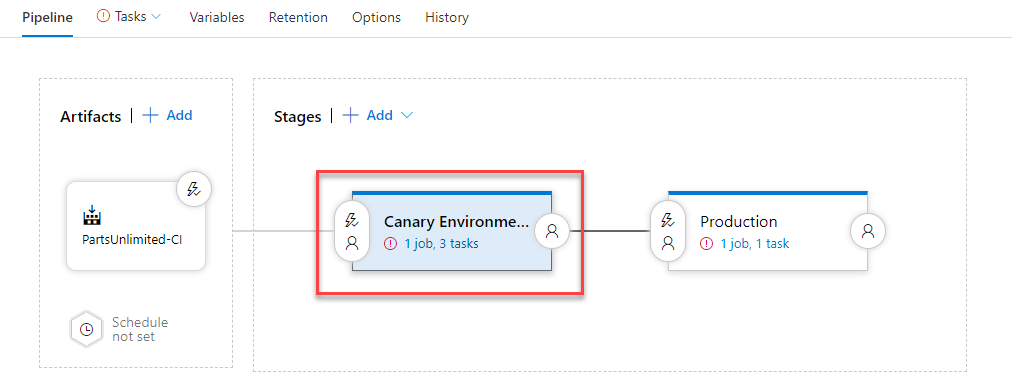 Pipeline Tasks Variables Retention Options History
Artifacts | Add
Stages | Add
PartsUnlimited-CI
Schedule
not set
Canary Environme...
1 job, 3 tasks
Production
1 job, 1 task